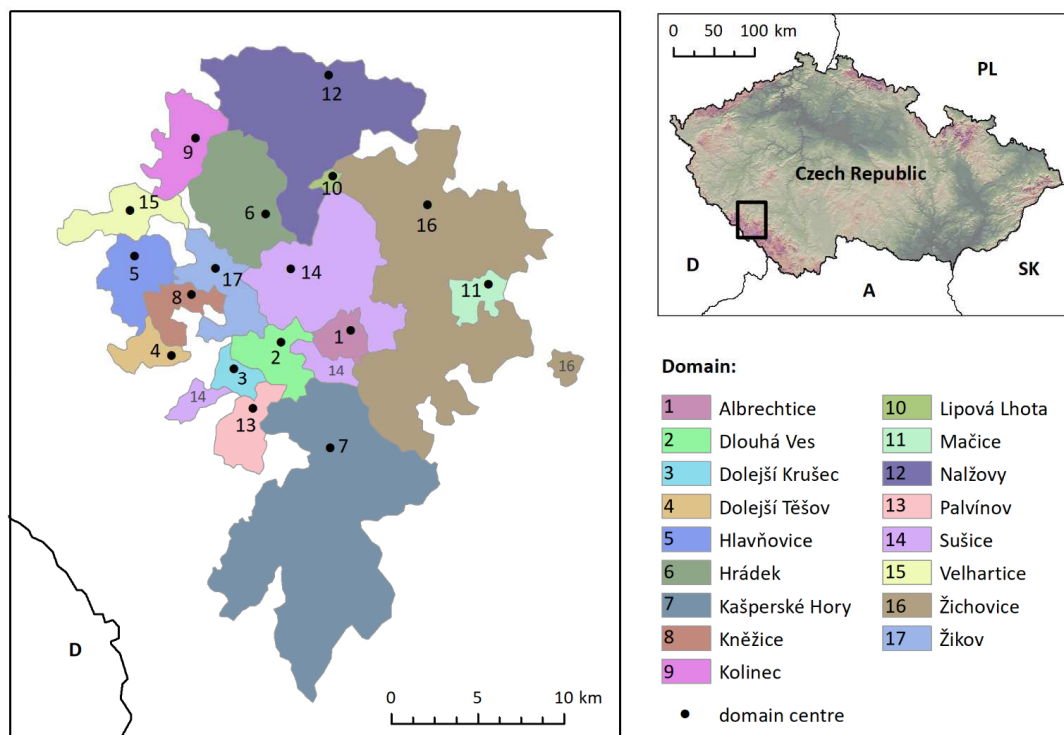 12
9
10
15
16
6
5
17
14
11
8
1
2
4
3
14
16
14
13
7
D
0 5 10 km
0 50 100 km
PL
Czech Republic
D
SK
A
Domain:
1 Albrechtice
2 Dlouhá Ves
3 Dolejší Krušec
4 Dolejší Těšov
5 Hlavňovice
6 Hrádek
7 Kašperské Hory
8 Kněžice
9 Kolinec
10 Lipová Lhota
11 Mačice
12 Nalžovy
13 Palvínov
14 Sušice
15 Velhartice
16 Žichovice
17 Žikov
domain centre